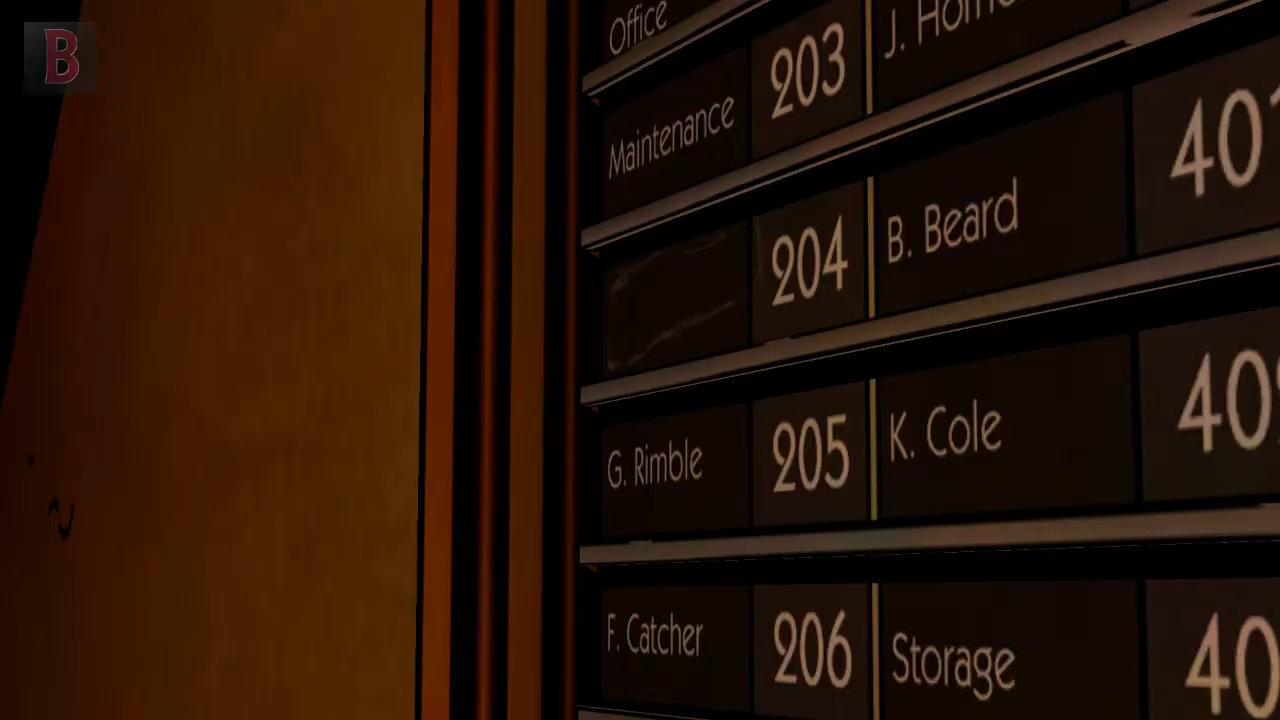 B
Office
Maintenance 203
204 B. Beard
G. Rimble 205 K. Cole
F. Catcher 206 Storage